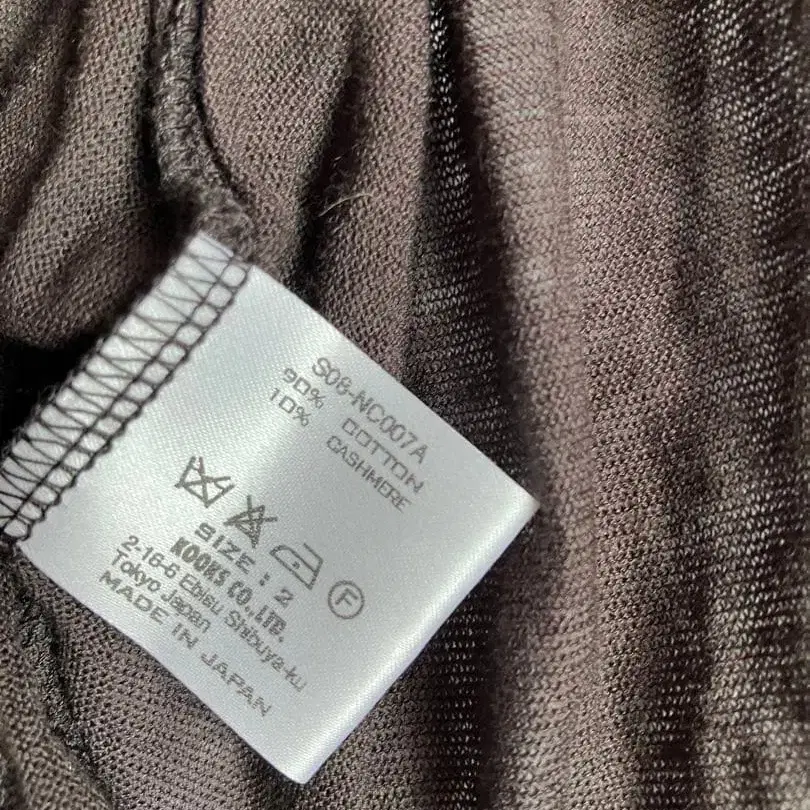 S08-NC007A
90% COTTON
10% CASHMERE
F
SIZE : 2
KOOKS CO.,LTD.
2-16-6 Ebisu Shibuya-ku
Tokyo Japan
MADE IN JAPAN